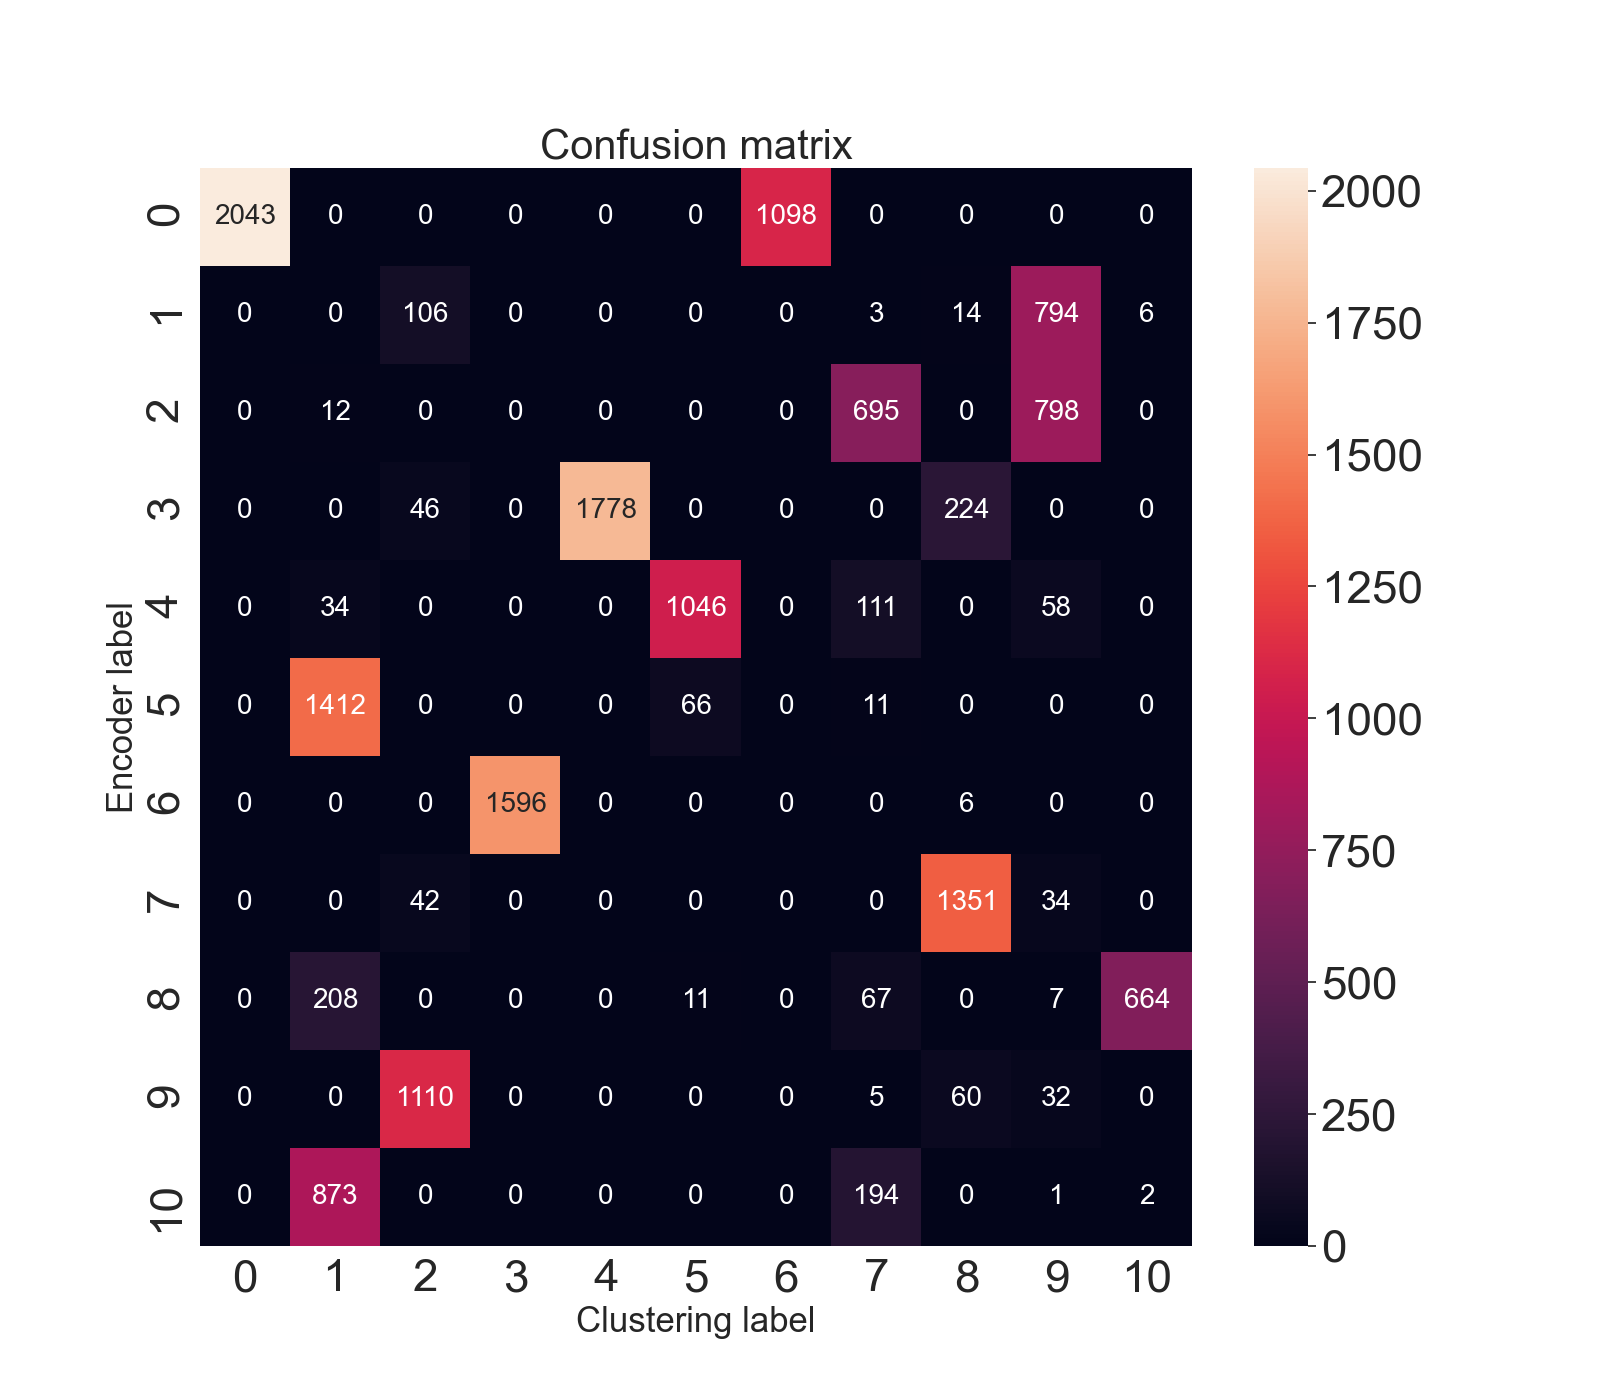 Confusion matrix
0 2043 0 0 0 0 0 1098 0 0 0 0
1 0 0 106 0 0 0 0 3 14 794 6
2 0 12 0 0 0 0 0 695 0 798 0
3 0 0 46 0 1778 0 0 0 224 0 0
4 0 34 0 0 0 1046 0 111 0 58 0
5 0 1412 0 0 0 66 0 11 0 0 0
6 0 0 0 1596 0 0 0 0 6 0 0
7 0 0 42 0 0 0 0 0 1351 34 0
8 0 208 0 0 0 11 0 67 0 7 664
9 0 0 1110 0 0 0 0 5 60 32 0
10 0 873 0 0 0 0 0 194 0 1 2
0 1 2 3 4 5 6 7 8 9 10
Clustering label
Encoder label
2000
1750
1500
1250
1000
750
500
250
0